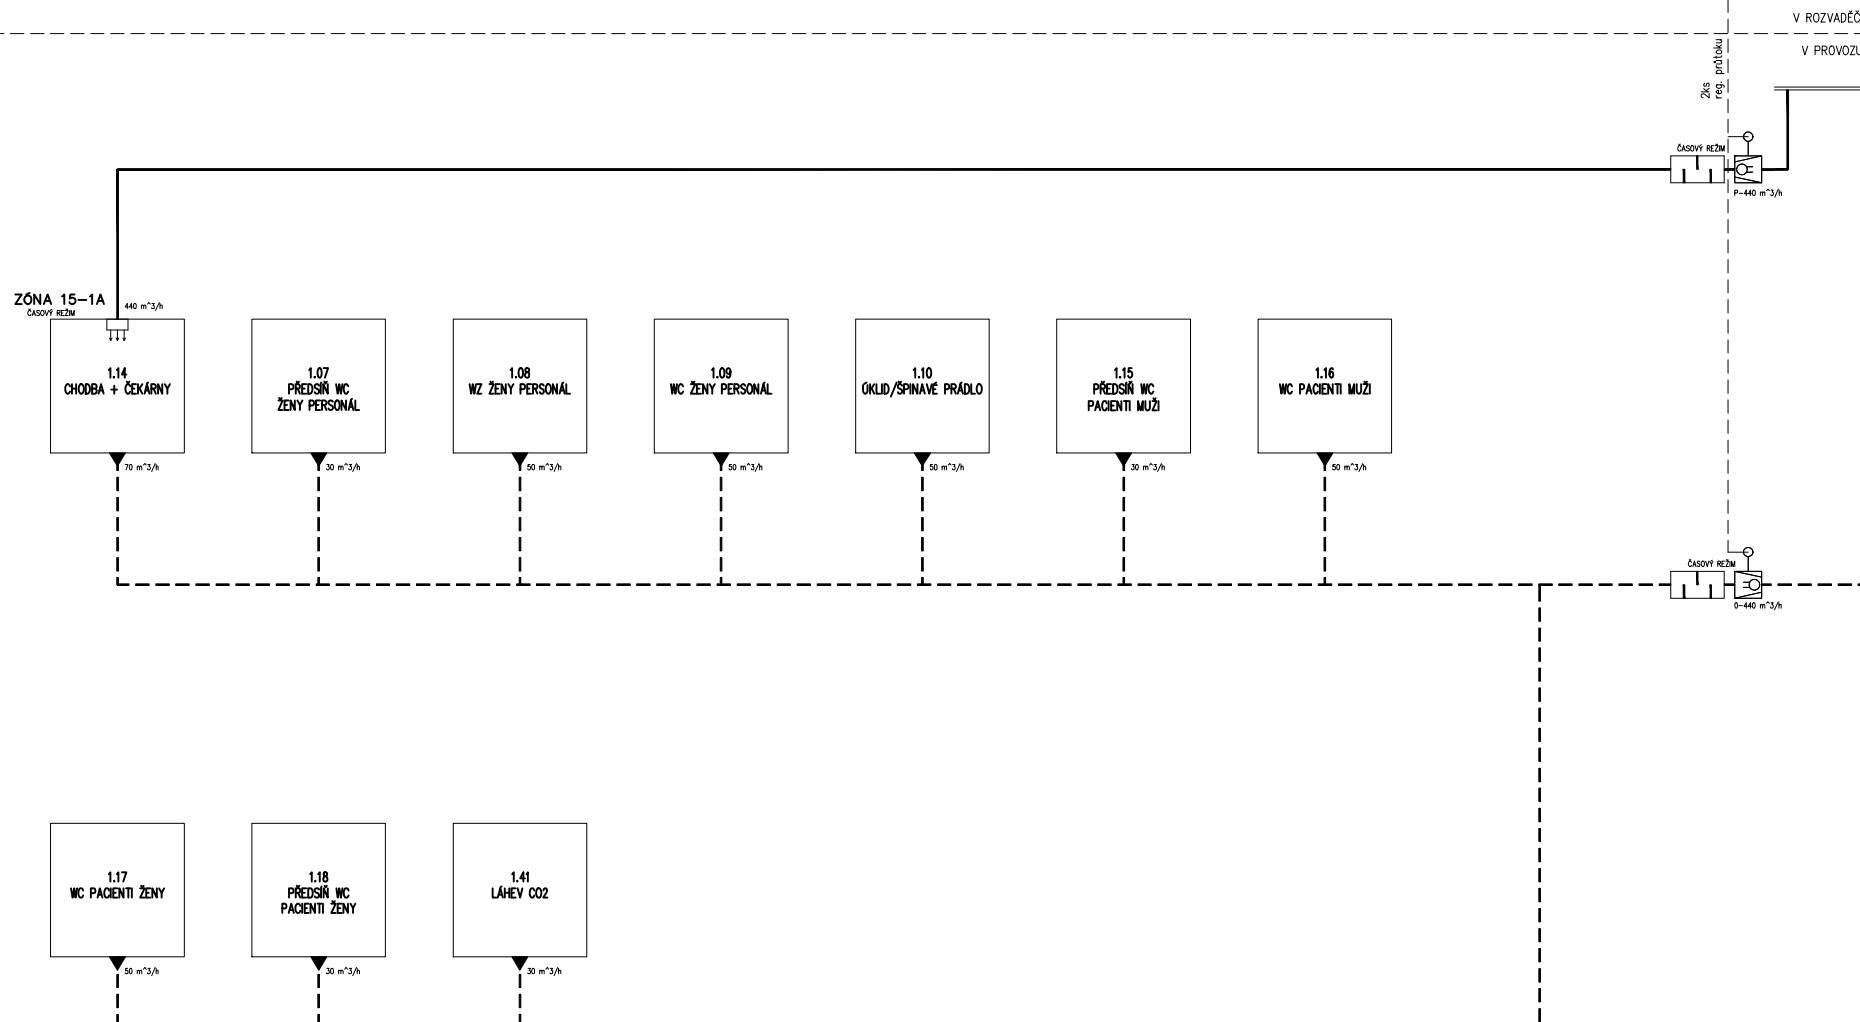 V ROZVADĚČ
V PROVOZU
2ks
reg. průtoku
ČASOVÝ REŽIM
P-440 m^3/h
ZÓNA 15-1A
ČASOVÝ REŽIM
440 m^3/h
1.14
CHODBA + ČEKÁRNY
70 m^3/h
1.07
PŘEDSÍŇ WC
ŽENY PERSONÁL
30 m^3/h
1.08
WZ ŽENY PERSONÁL
50 m^3/h
1.09
WC ŽENY PERSONÁL
50 m^3/h
1.10
ÚKLID/ŠPINAVÉ PRÁDLO
50 m^3/h
1.15
PŘEDSÍŇ WC
PACIENTI MUŽI
30 m^3/h
1.16
WC PACIENTI MUŽI
50 m^3/h
ČASOVÝ REŽIM
O-440 m^3/h
1.17
WC PACIENTI ŽENY
50 m^3/h
1.18
PŘEDSÍŇ WC
PACIENTI ŽENY
30 m^3/h
1.41
LÁHEV CO2
30 m^3/h